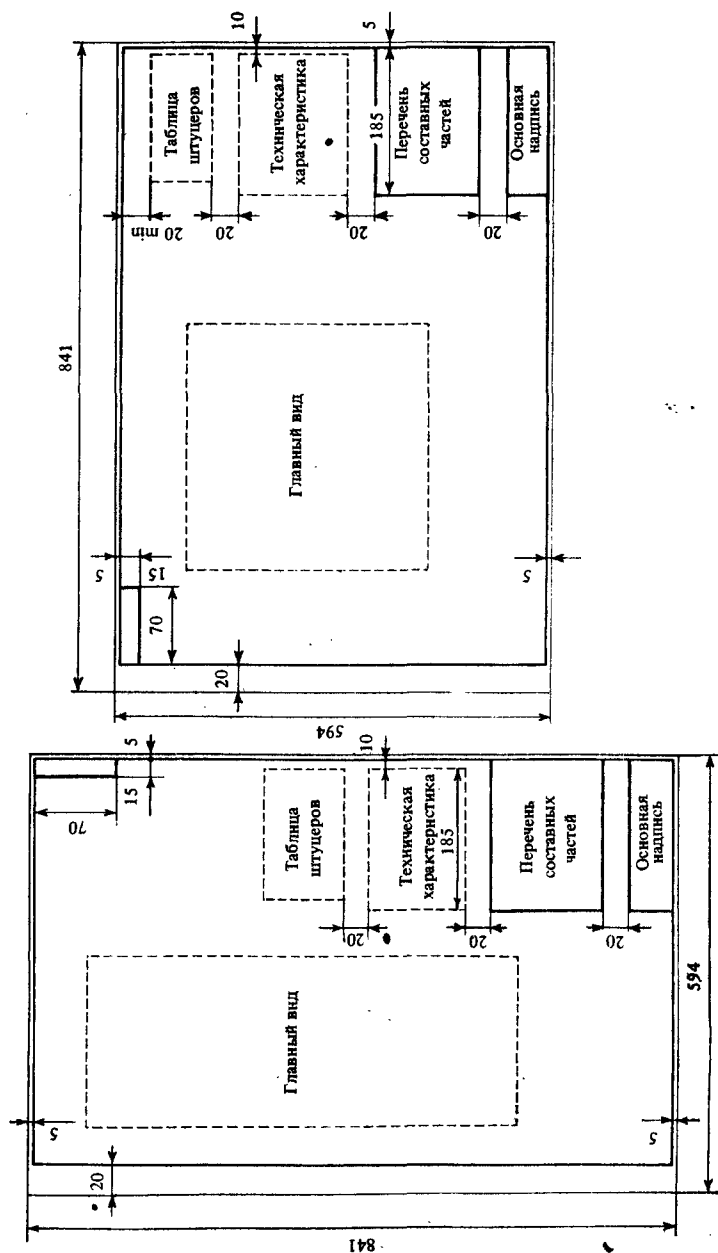 841
10
5
Таблица
штуцеров
Техническая
характеристика
185
Перечень
составных
частей
Основная
надпись
20 min
20
20
20
Главный вид
5
15
70
20
5
594
5
15
70
10
Таблица
штуцеров
Техническая
характеристика
185
Перечень
составных
частей
Основная
надпись
20
20
20
Главный вид
5
5
20
594
841